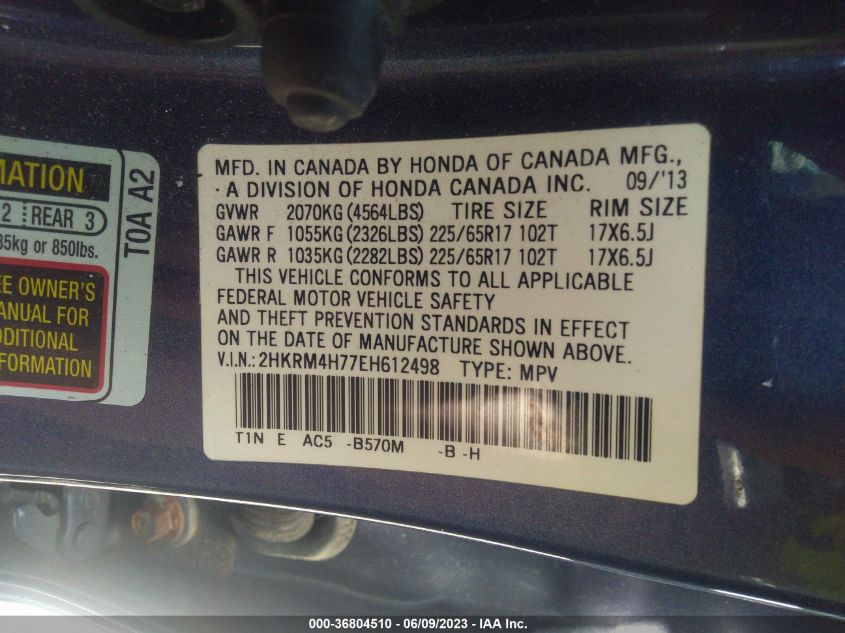 MATION
2 REAR 3
85kg or 850lbs.
OWNER'S
MANUAL FOR
INFORMATION
T0A A2
MFD. IN CANADA BY HONDA OF CANADA MFG.,
A DIVISION OF HONDA CANADA INC. 09/'13
GVWR 2070KG (4564LBS) TIRE SIZE RIM SIZE
GAWR F 1055KG (2326LBS) 225/65R17 102T 17X6.5J
GAWR R 1035KG (2282LBS) 225/65R17 102T 17X6.5J
THIS VEHICLE CONFORMS TO ALL APPLICABLE
FEDERAL MOTOR VEHICLE SAFETY
AND THEFT PREVENTION STANDARDS IN EFFECT
ON THE DATE OF MANUFACTURE SHOWN ABOVE.
V.I.N.: 2HKRM4H77EH612498 TYPE: MPV
T1N E AC5 -B570M -B -H
000-36804510 - 06/09/2023 - IAA Inc.